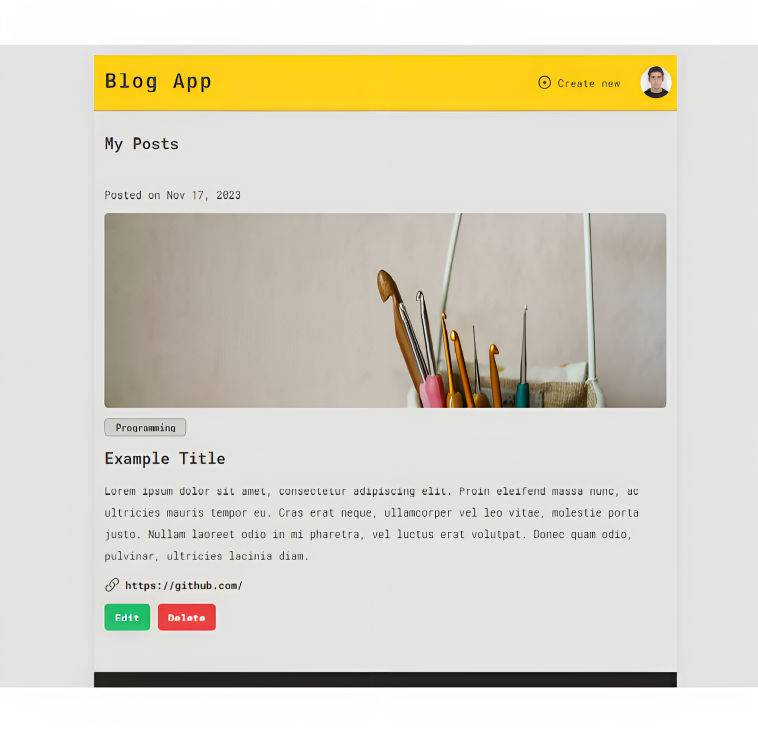 Blog App
Create new
My Posts
Posted on Nov 17, 2023
Programming
Example Title
Lorem ipsum dolor sit amet, consectetur adipiscing elit. Proin eleifend massa nunc, ac
ultricies mauris tempor eu. Cras erat neque, ullamcorper vel leo vitae, molestie porta
justo. Nullam laoreet odio in mi pharetra, vel luctus erat volutpat. Donec quam odio,
pulvinar, ultricies lacinia diam.
https://github.com/
Edit Delete